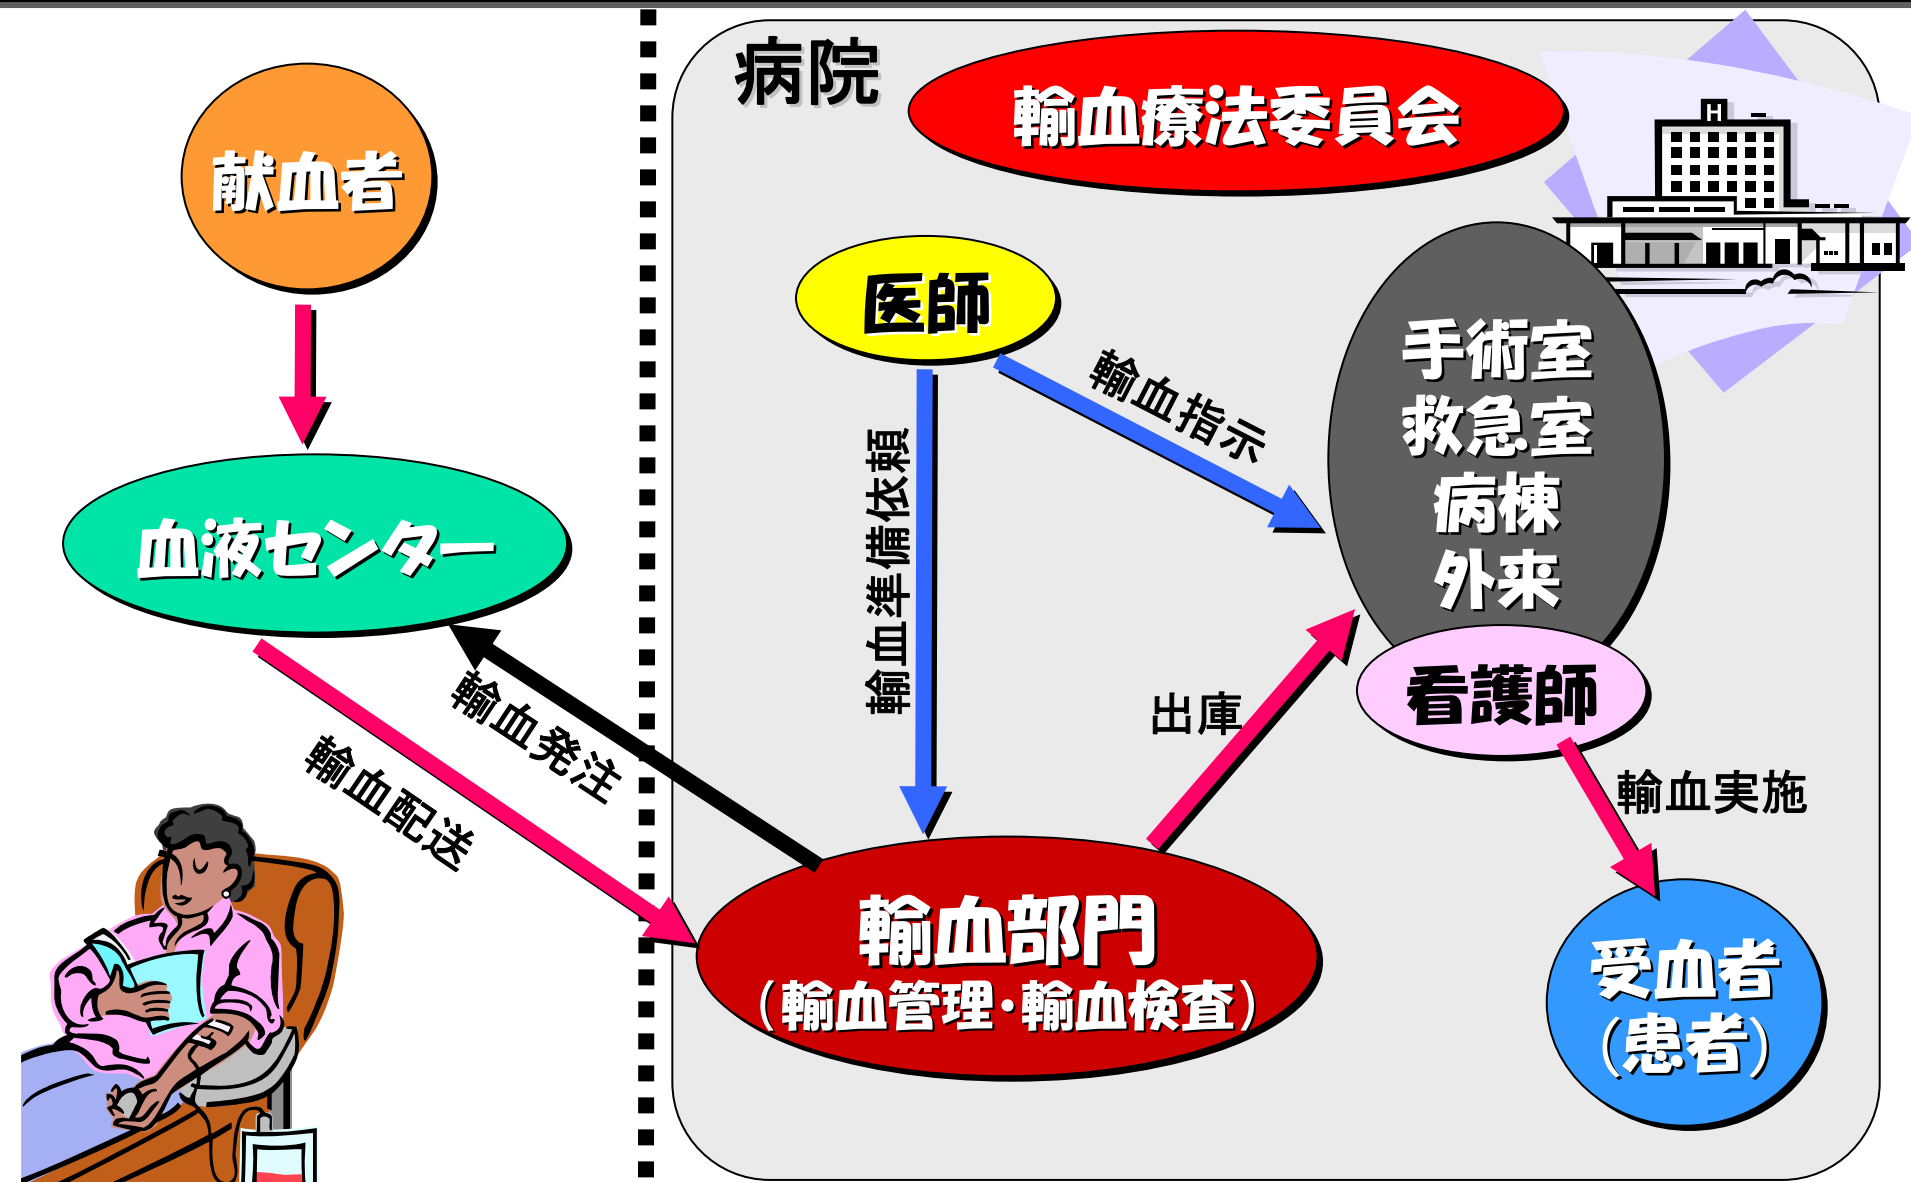 病院
輸血療法委員会
H
献血者
医師
手術室
救急室
病棟
外来
輸血指示
輸血準備依頼
血液センター
看護師
出庫
輸血発注
輸血配送
輸血実施
輸血部門
（輸血管理・輸血検査）
受血者
（患者）